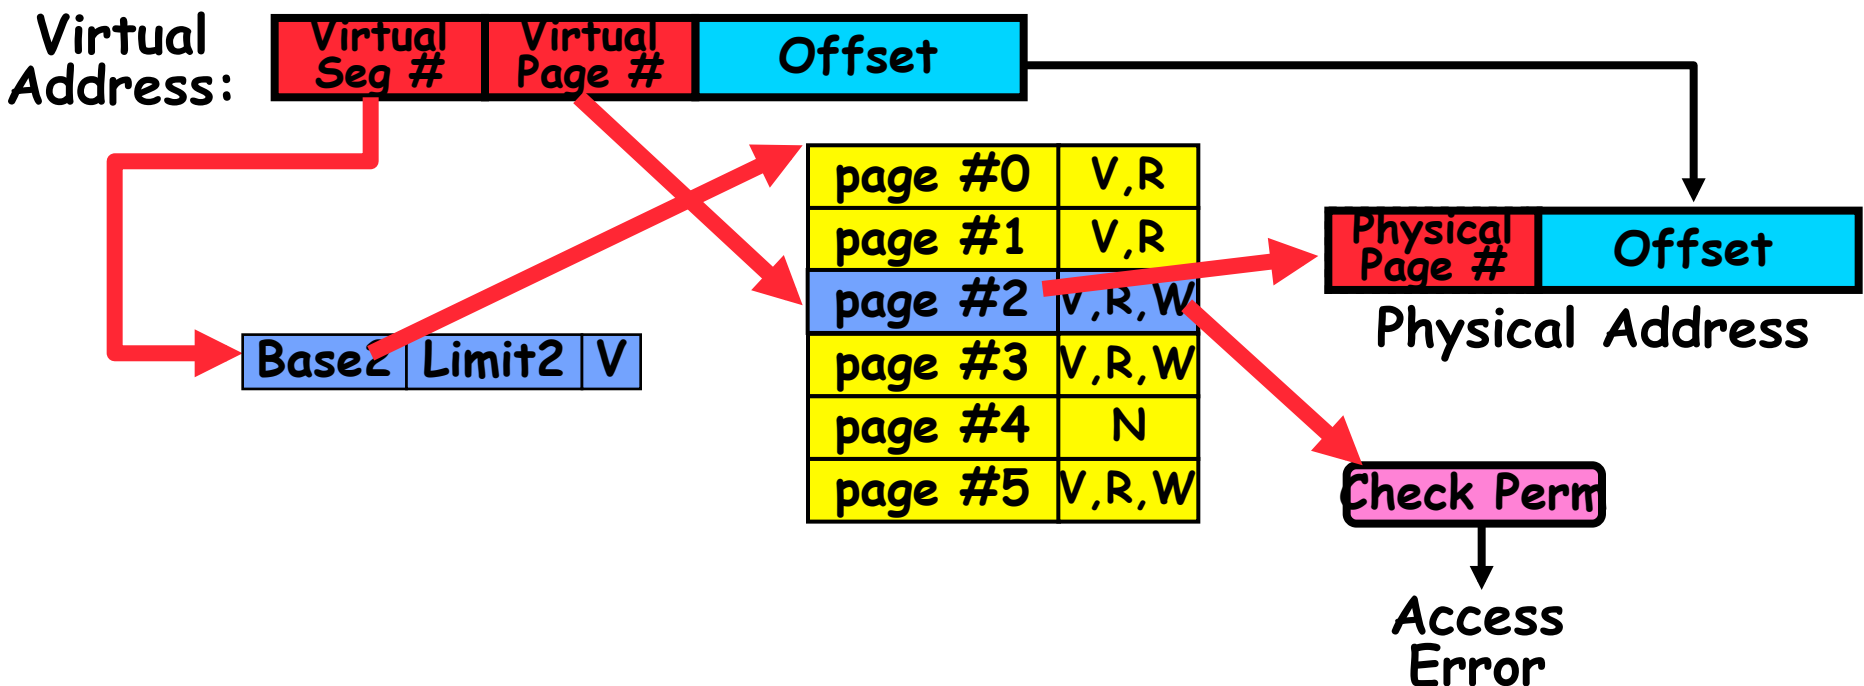 Virtual
Address:
Virtual
Seg #
Virtual
Page #
Offset
page #0 V,R
page #1 V,R
page #2 V,R,W
page #3 V,R,W
page #4 N
page #5 V,R,W
Physical
Page #
Offset
Physical Address
Base2 Limit2 V
Check Perm
Access
Error